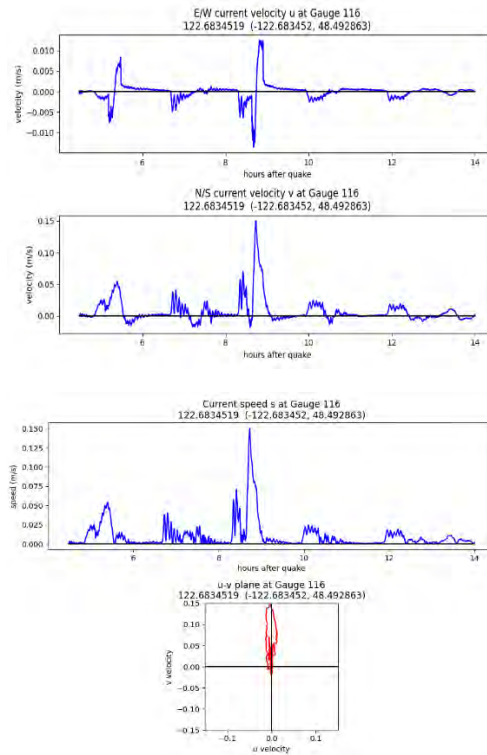 E/W current velocity u at Gauge 116
122.6834519 (-122.683452, 48.492863)
0.010
0.005
0.000
−0.005
−0.010
velocity (m/s)
6 8 10 12 14
hours after quake
N/S current velocity v at Gauge 116
122.6834519 (-122.683452, 48.492863)
0.15
0.10
0.05
0.00
velocity (m/s)
6 8 10 12 14
hours after quake
Current speed s at Gauge 116
122.6834519 (-122.683452, 48.492863)
0.150
0.125
0.100
0.075
0.050
0.025
0.000
speed (m/s)
6 8 10 12 14
hours after quake
u-v plane at Gauge 116
122.6834519 (-122.683452, 48.492863)
0.15
0.10
0.05
0.00
−0.05
−0.10
−0.15
v velocity
−0.1 0.0 0.1
u velocity